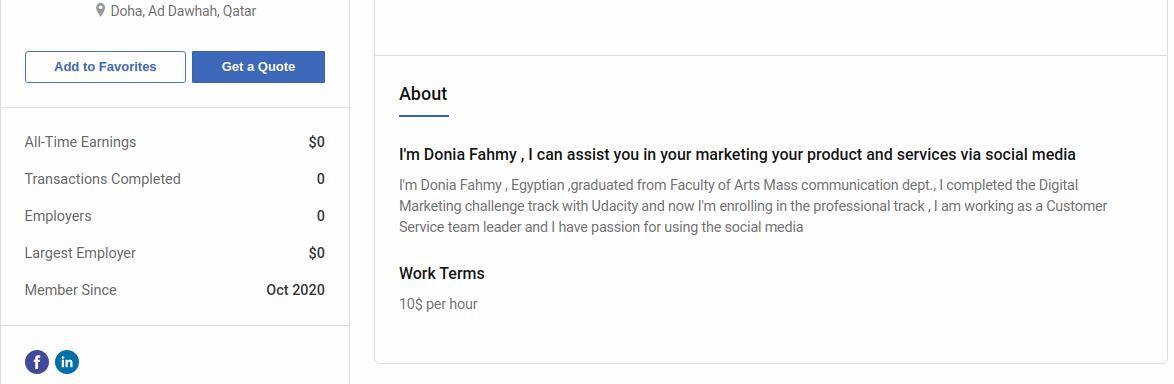 Doha, Ad Dawhah, Qatar
Add to Favorites
Get a Quote
All-Time Earnings $0
Transactions Completed 0
Employers 0
Largest Employer $0
Member Since Oct 2020
f in
About
I'm Donia Fahmy , I can assist you in your marketing your product and services via social media
I'm Donia Fahmy , Egyptian ,graduated from Faculty of Arts Mass communication dept., I completed the Digital
Marketing challenge track with Udacity and now I'm enrolling in the professional track , I am working as a Customer
Service team leader and I have passion for using the social media
Work Terms
10$ per hour